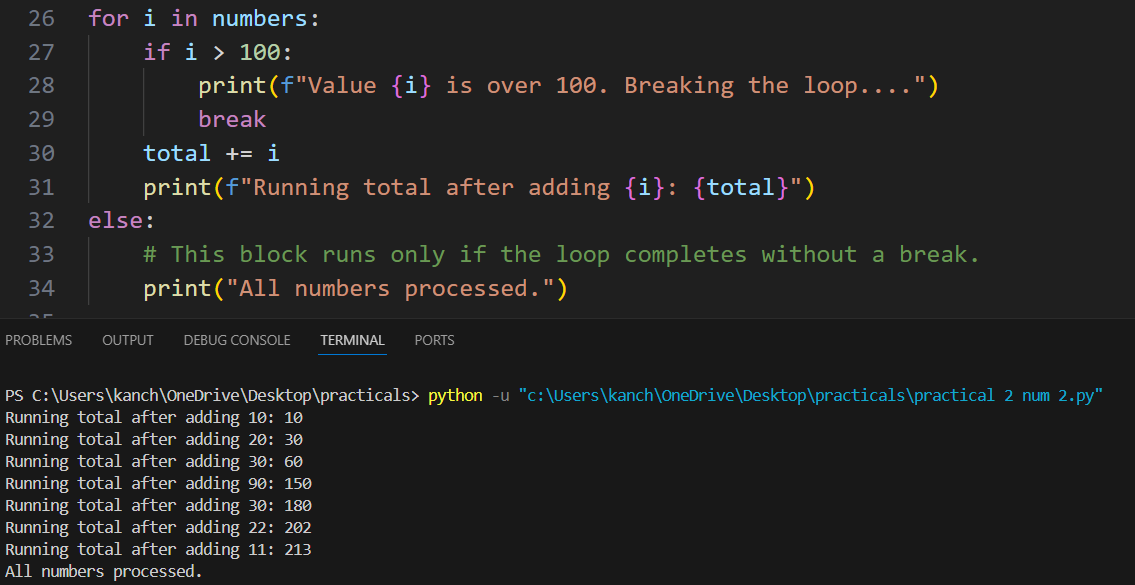 26 for i in numbers:
27     if i > 100:
28         print(f"Value {i} is over 100. Breaking the loop....")
29         break
30     total += i
31     print(f"Running total after adding {i}: {total}")
32 else:
33     # This block runs only if the loop completes without a break.
34     print("All numbers processed.")
PROBLEMS OUTPUT DEBUG CONSOLE TERMINAL PORTS
PS C:\Users\kanch\OneDrive\Desktop\practicals> python -u "c:\Users\kanch\OneDrive\Desktop\practicals\practical 2 num 2.py"
Running total after adding 10: 10
Running total after adding 20: 30
Running total after adding 30: 60
Running total after adding 90: 150
Running total after adding 30: 180
Running total after adding 22: 202
Running total after adding 11: 213
All numbers processed.